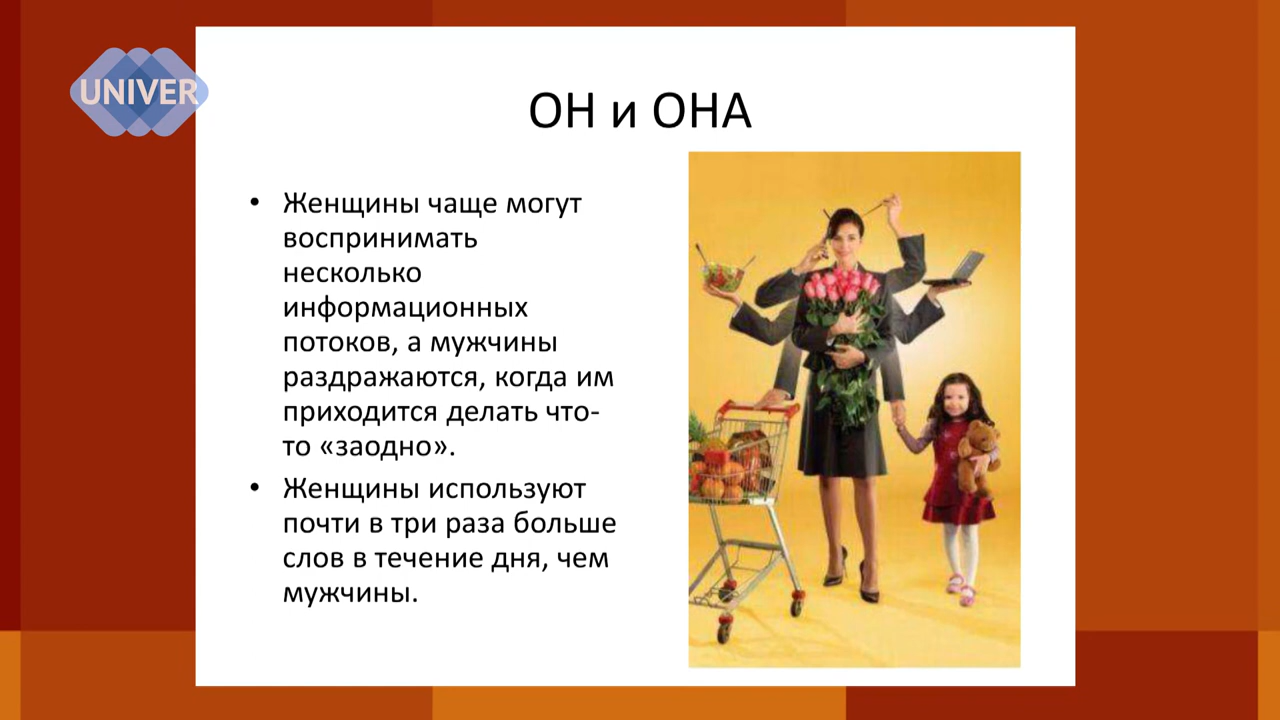 UNIVER
ОН и ОНА
• Женщины чаще могут
воспринимать
несколько
информационных
потоков, а мужчины
раздражаются, когда им
приходится делать что-
то «заодно».
• Женщины используют
почти в три раза больше
слов в течение дня, чем
мужчины.